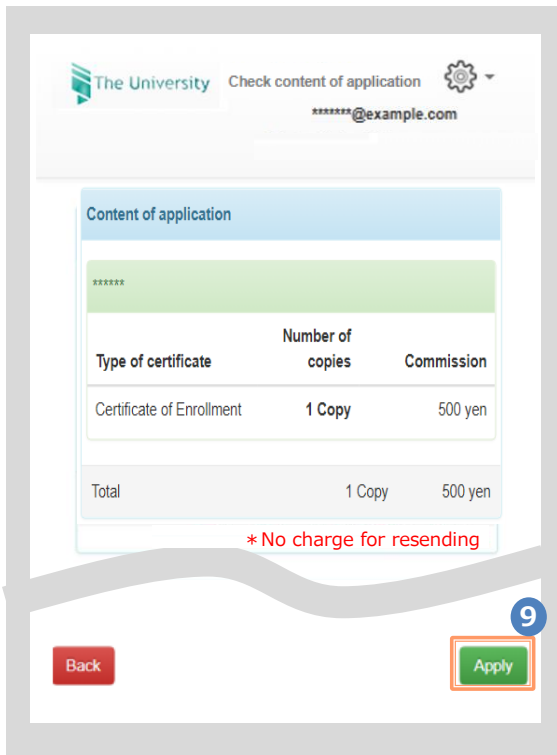 The University Check content of application
*******@example.com
Content of application
******
Type of certificate Number of copies Commission
Certificate of Enrollment 1 Copy 500 yen
Total 1 Copy 500 yen
*No charge for resending
9
Back Apply